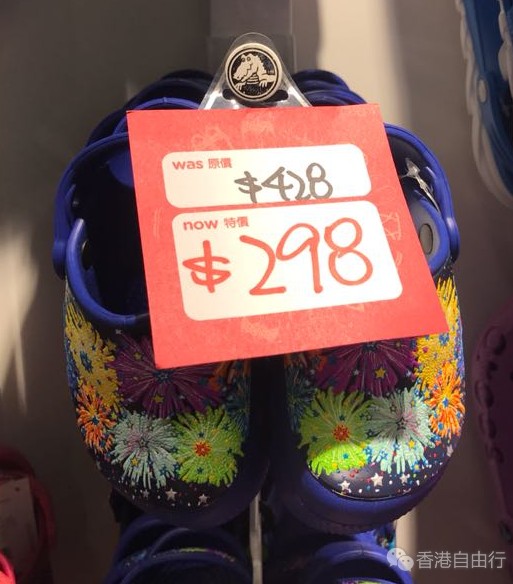 was 原價
$428
now 特價
$298
香港自由行